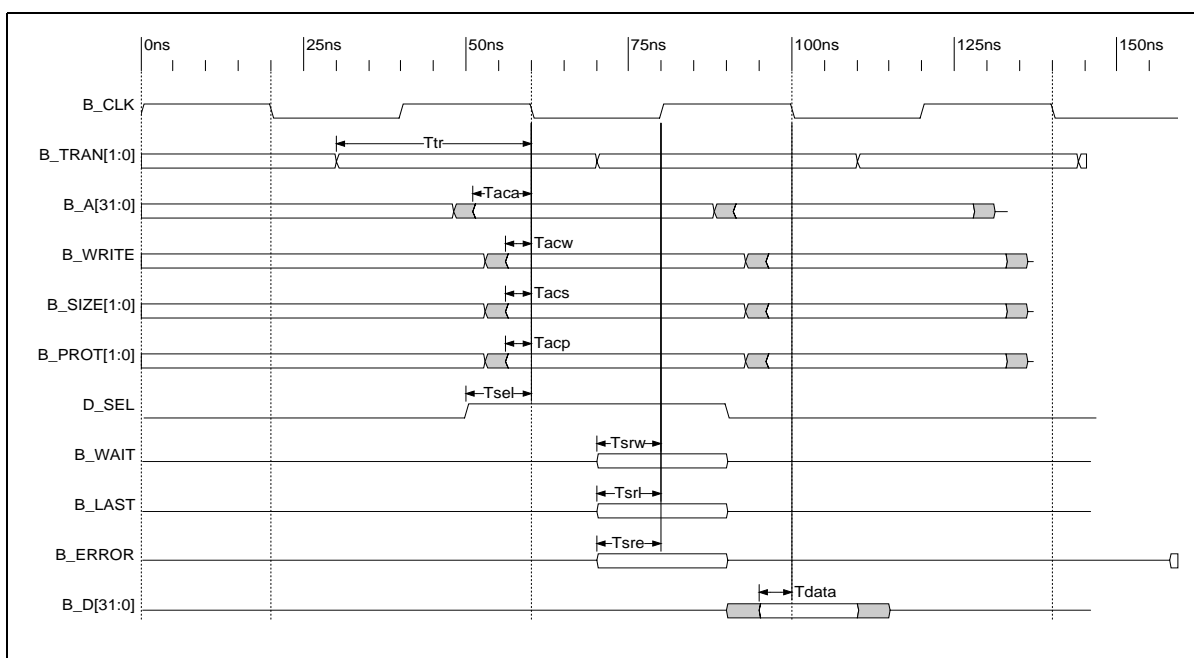 0ns 25ns 50ns 75ns 100ns 125ns 150ns
B_CLK
Ttr
B_TRAN[1:0]
Taca
B_A[31:0]
Tacw
B_WRITE
Tacs
B_SIZE[1:0]
Tacp
B_PROT[1:0]
Tsel
D_SEL
Tsrw
B_WAIT
Tsrl
B_LAST
Tsre
B_ERROR
Tdata
B_D[31:0]